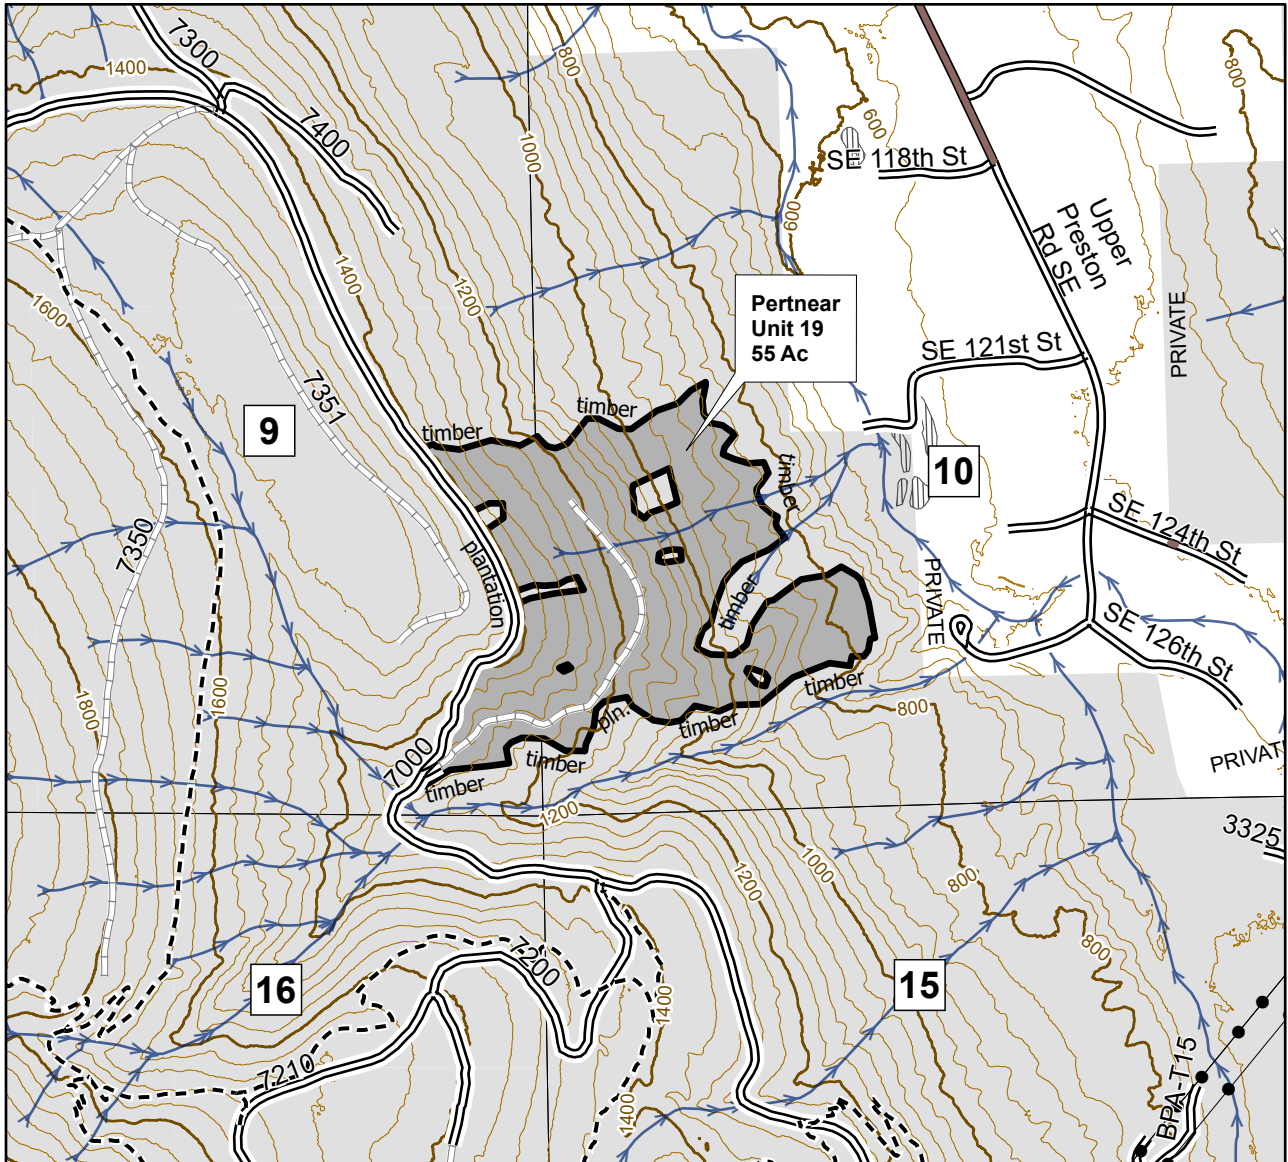 7300
1400
7400
800
1000
600
SE 118th St
800
600
Upper
Preston
Rd SE
1400
1200
1600
PRIVATE
Pertnear
Unit 19
55 Ac
SE 121st St
7351
timber
timber
9
10
timber
7350
plantation
SE 124th St
PRIVATE
timber
SE 126th St
1800
1600
timber
pln.
timber
800
7000
timber
timber
PRIVAT
1200
3325
1200
1000
800
800
7200
16
15
1400
7210
1400
BPA-T15